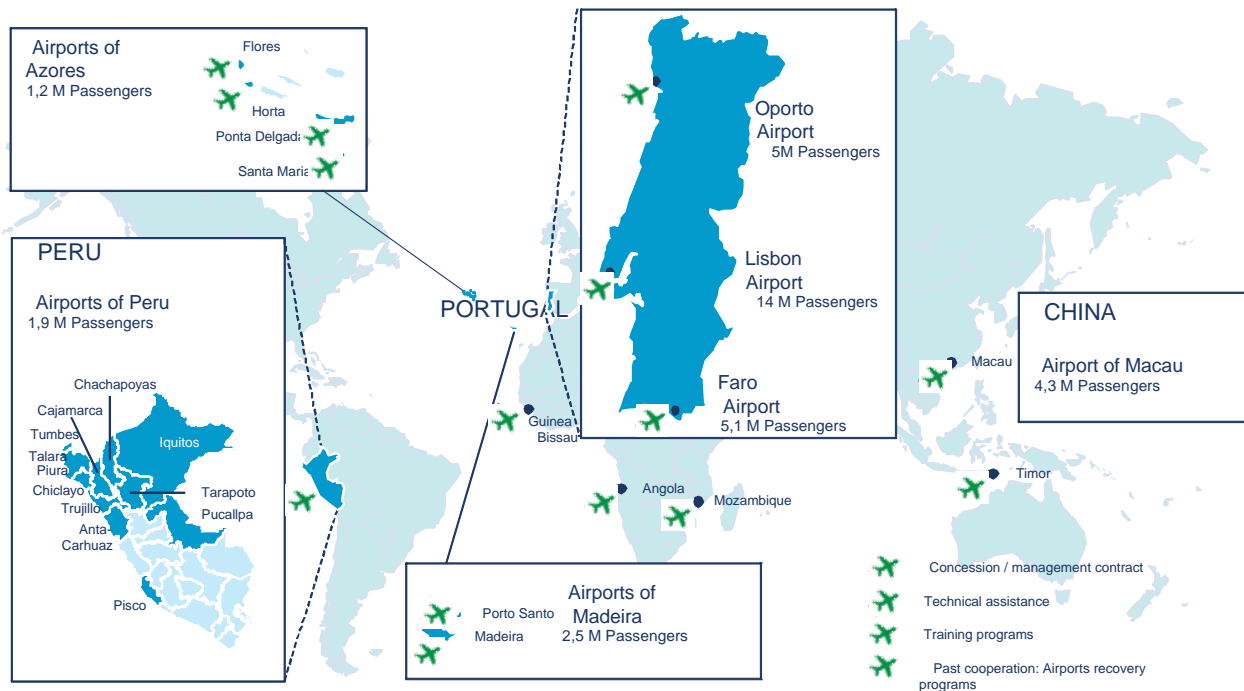 Airports of
Azores
1,2 M Passengers
Flores
Horta
Ponta Delgada
Santa Maria
Oporto
Airport
5M Passengers
Lisbon
Airport
14 M Passengers
Faro
Airport
5,1 M Passengers
PERU
Airports of Peru
1,9 M Passengers
Chachapoyas
Cajamarca
Tumbes
Talara
Piura
Chiclayo
Trujillo
Anta-
Carhuaz
Pisco
Iquitos
Tarapoto
Pucallpa
PORTUGAL
CHINA
Airport of Macau
4,3 M Passengers
Macau
Guinea
Bissau
Angola
Mozambique
Timor
Airports of
Madeira
2,5 M Passengers
Porto Santo
Madeira
Concession / management contract
Technical assistance
Training programs
Past cooperation: Airports recovery
programs